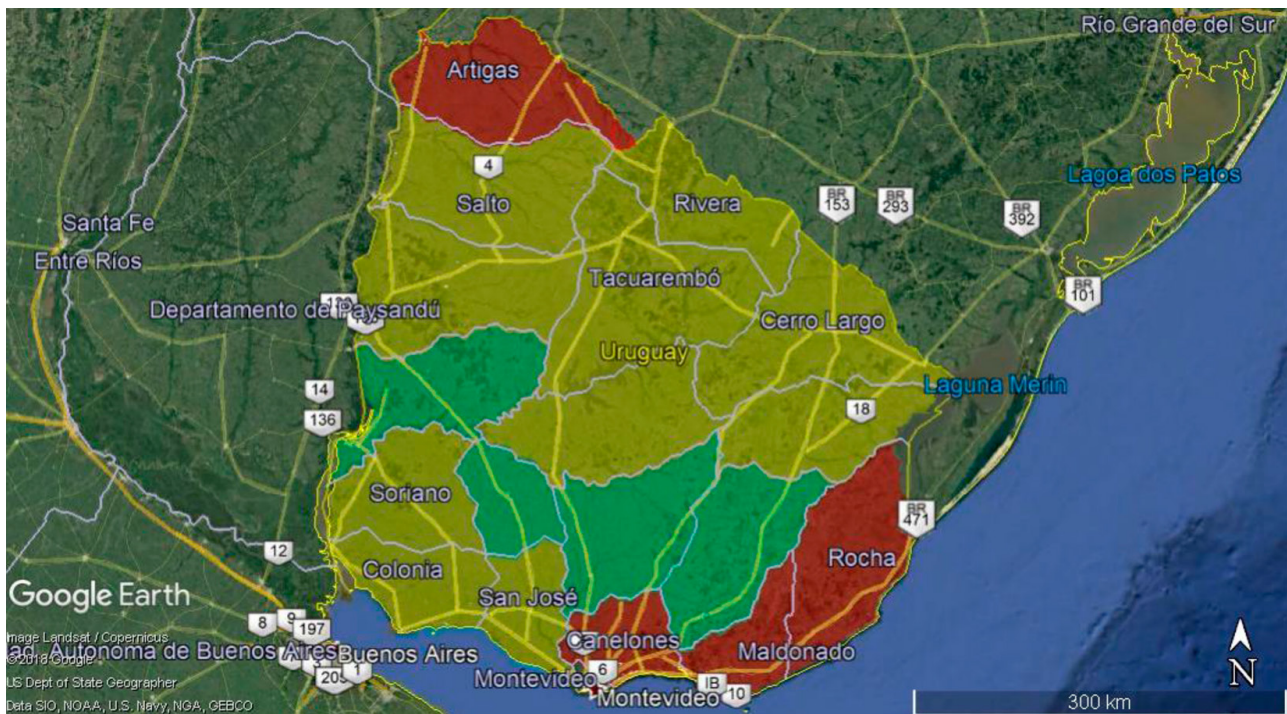 Río Grande del Sur
Artigas
4
Lagoa dos Patos
Salto
Rivera
BR
153
BR
293
BR
392
Santa Fe
Entre Ríos
Tacuarembó
BR
101
Departamento de Paysandú
Cerro Largo
Uruguay
Laguna Merin
14
18
136
Soriano
BR
471
12
Rocha
Colonia
Google Earth
San José
8
9
197
Canelones
Image Landsat / Copernicus
Maldonado
ad. Autónoma de Buenos Aires
Buenos Aires
©2018 Google
N
Montevideo
6
1
IB
US Dept of State Geographer
205
Montevideo
10
300 km
Data SIO, NOAA, U.S. Navy, NGA, GEBCO